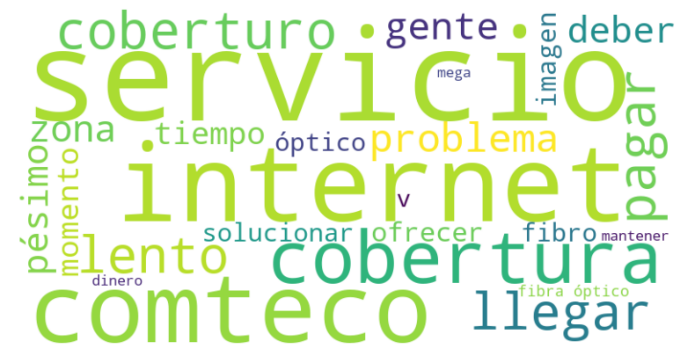 coberturo
gente
imagen
deber
servicio
mega
zona
tiempo
óptico
problema
pagar
pésimo
momento
internet
v
solucionar
ofrecer
fibro
mantener
lento
cobertura
dinero
comteco
llegar
fibra óptico